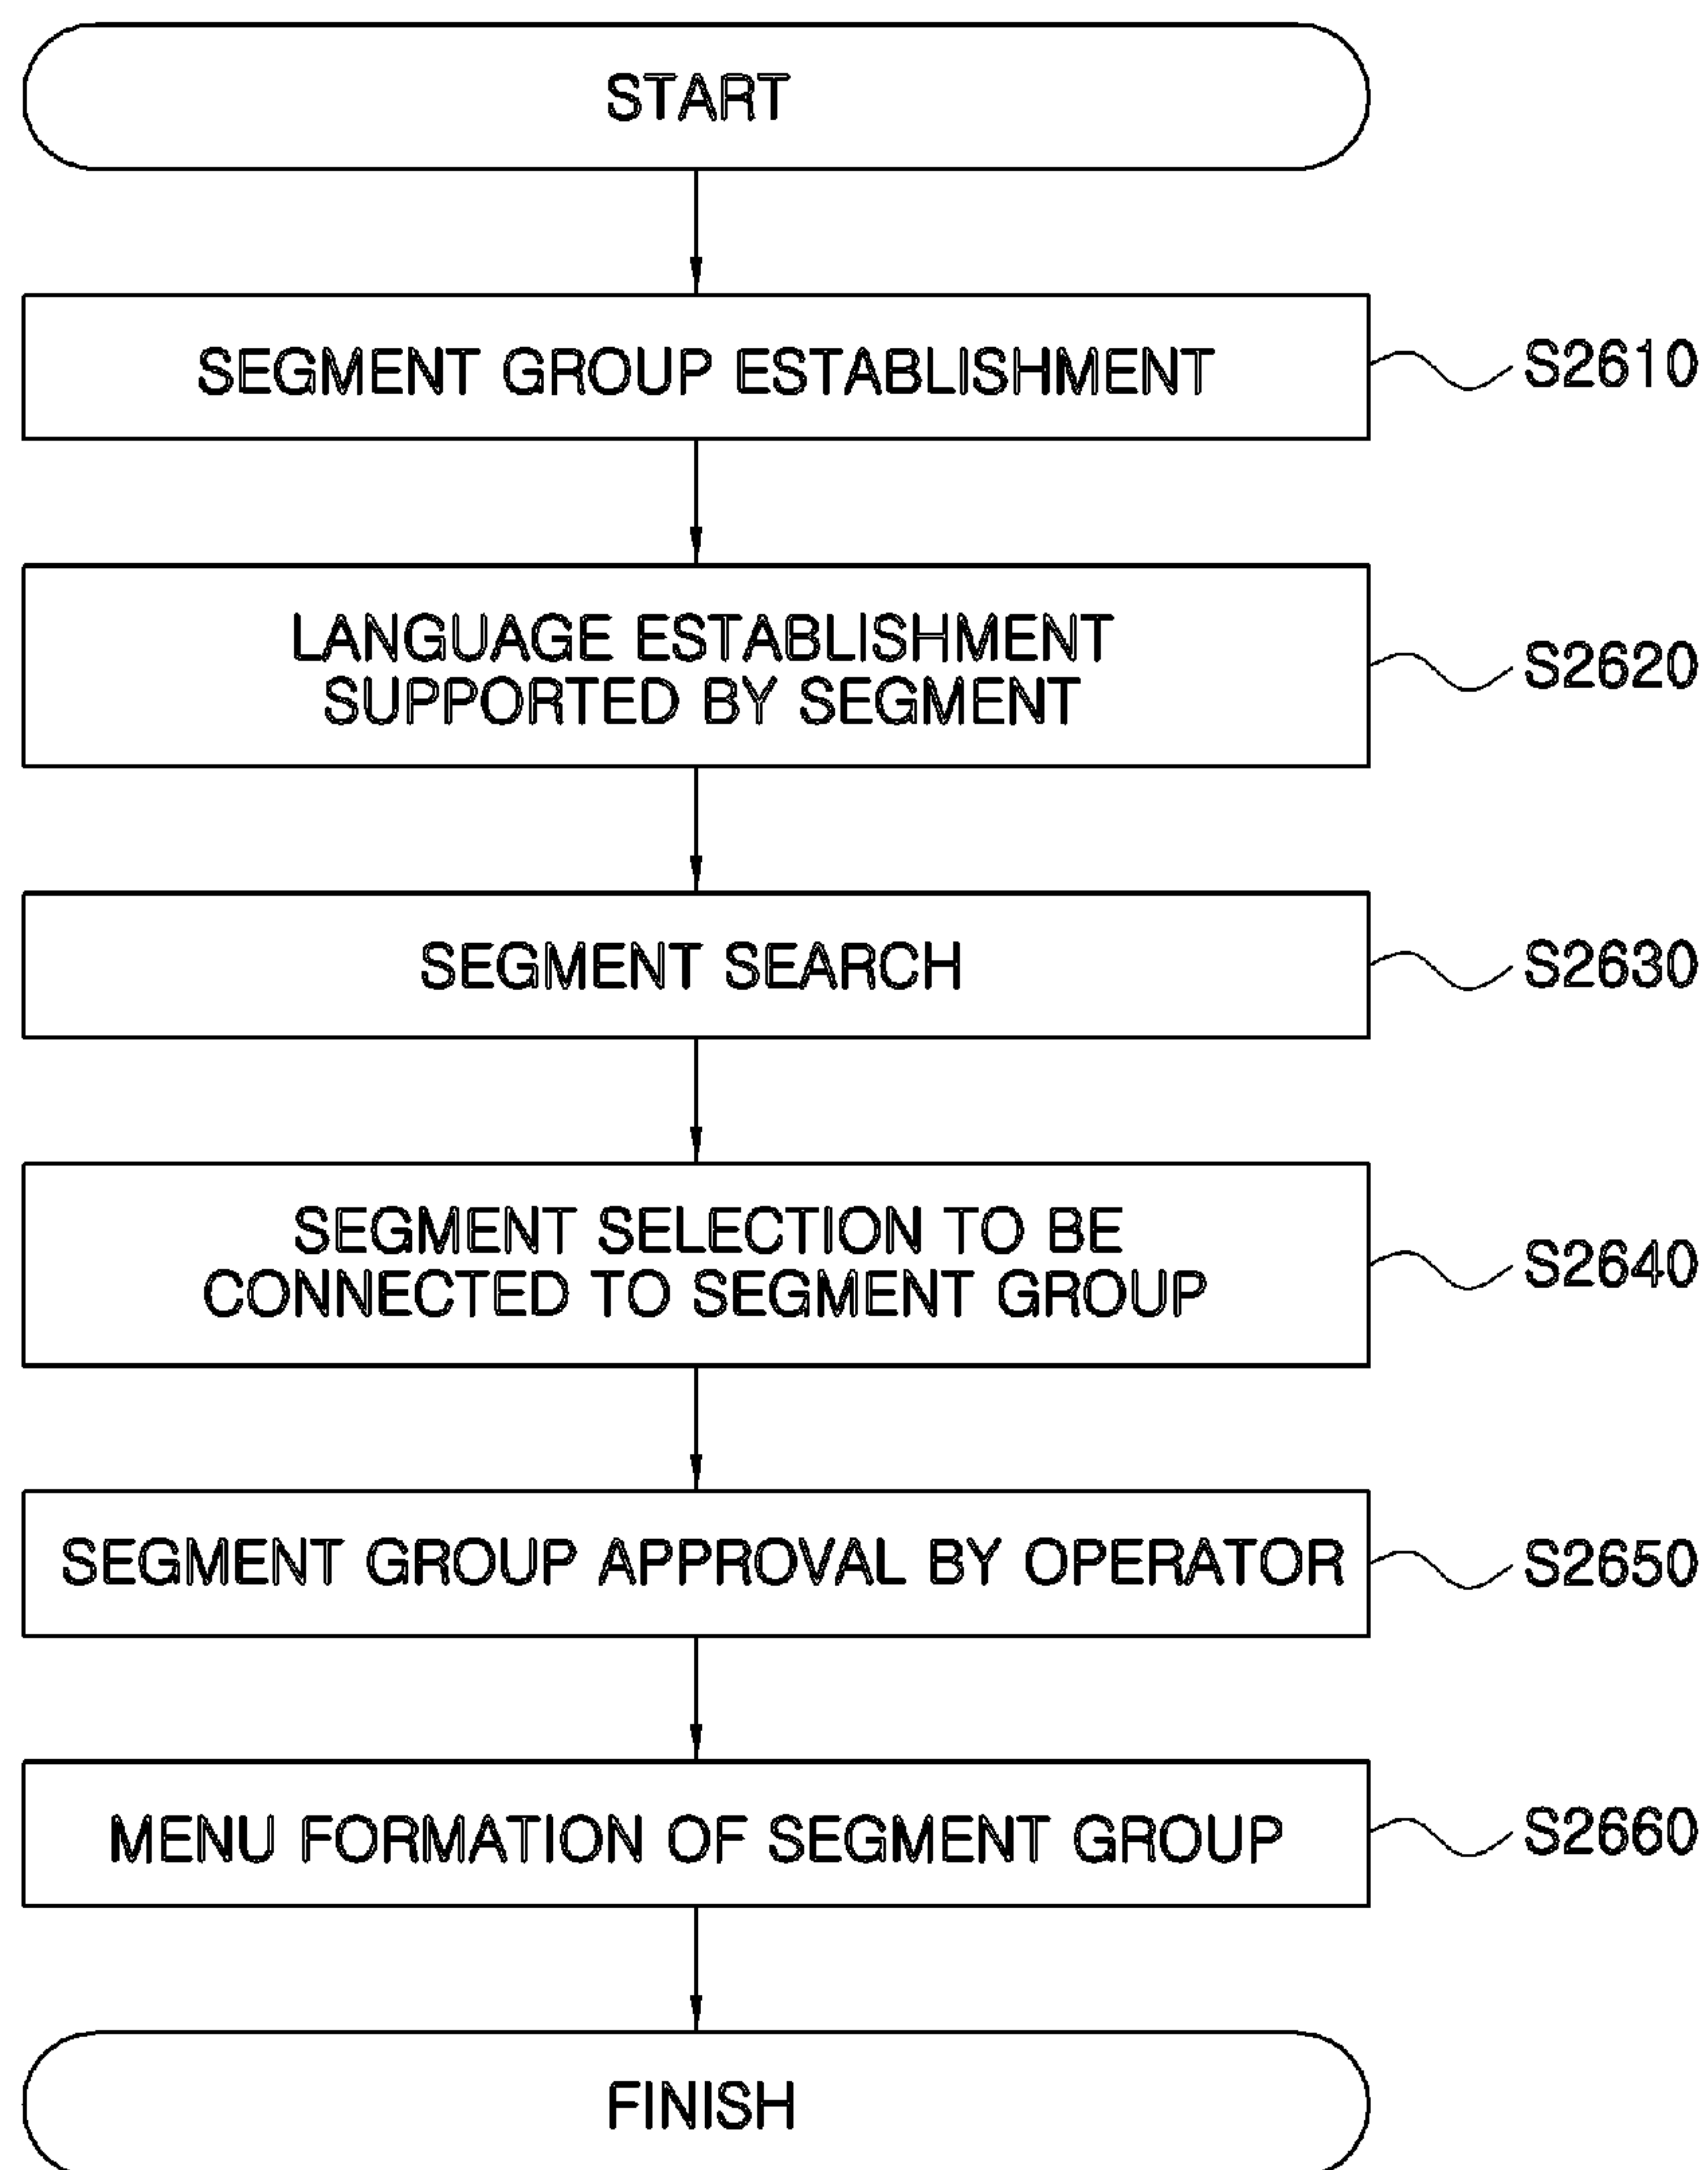 START
SEGMENT GROUP ESTABLISHMENT
S2610
LANGUAGE ESTABLISHMENT
SUPPORTED BY SEGMENT
S2620
SEGMENT SEARCH
S2630
SEGMENT SELECTION TO BE
CONNECTED TO SEGMENT GROUP
S2640
SEGMENT GROUP APPROVAL BY OPERATOR
S2650
MENU FORMATION OF SEGMENT GROUP
S2660
FINISH